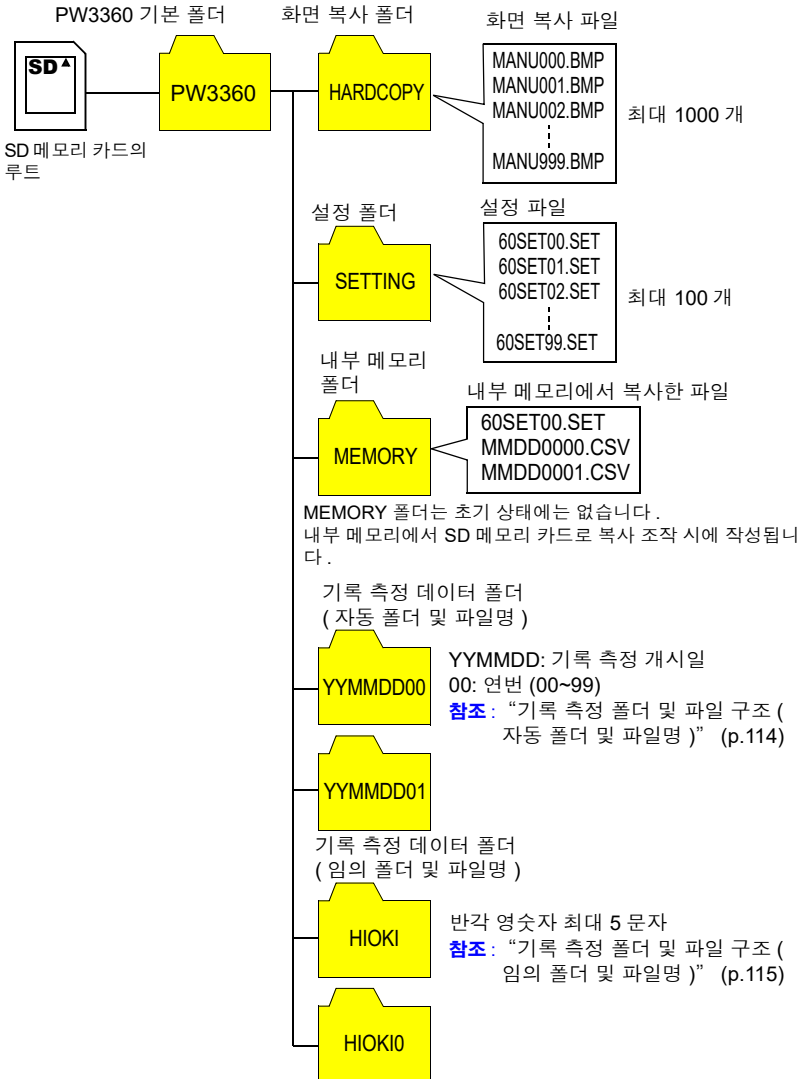 PW3360 기본 폴더
화면 복사 폴더
화면 복사 파일
SD
PW3360
HARDCOPY
MANU000.BMP
MANU001.BMP
MANU002.BMP
MANU999.BMP
최대 1000 개
SD 메모리 카드의
루트
설정 폴더
설정 파일
SETTING
60SET00.SET
60SET01.SET
60SET02.SET
60SET99.SET
최대 100 개
내부 메모리
폴더
내부 메모리에서 복사한 파일
MEMORY
60SET00.SET
MMDD0000.CSV
MMDD0001.CSV
MEMORY 폴더는 초기 상태에는 없습니다 .
내부 메모리에서 SD 메모리 카드로 복사 조작 시에 작성됩니
다 .
기록 측정 데이터 폴더
( 자동 폴더 및 파일명 )
YYMMDD00
YYMMDD: 기록 측정 개시일
00: 연번 (00~99)
참조 : “기록 측정 폴더 및 파일 구조 (
자동 폴더 및 파일명 )” (p.114)
YYMMDD01
기록 측정 데이터 폴더
( 임의 폴더 및 파일명 )
HIOKI
반각 영숫자 최대 5 문자
참조 : “기록 측정 폴더 및 파일 구조 (
임의 폴더 및 파일명 )” (p.115)
HIOKI0